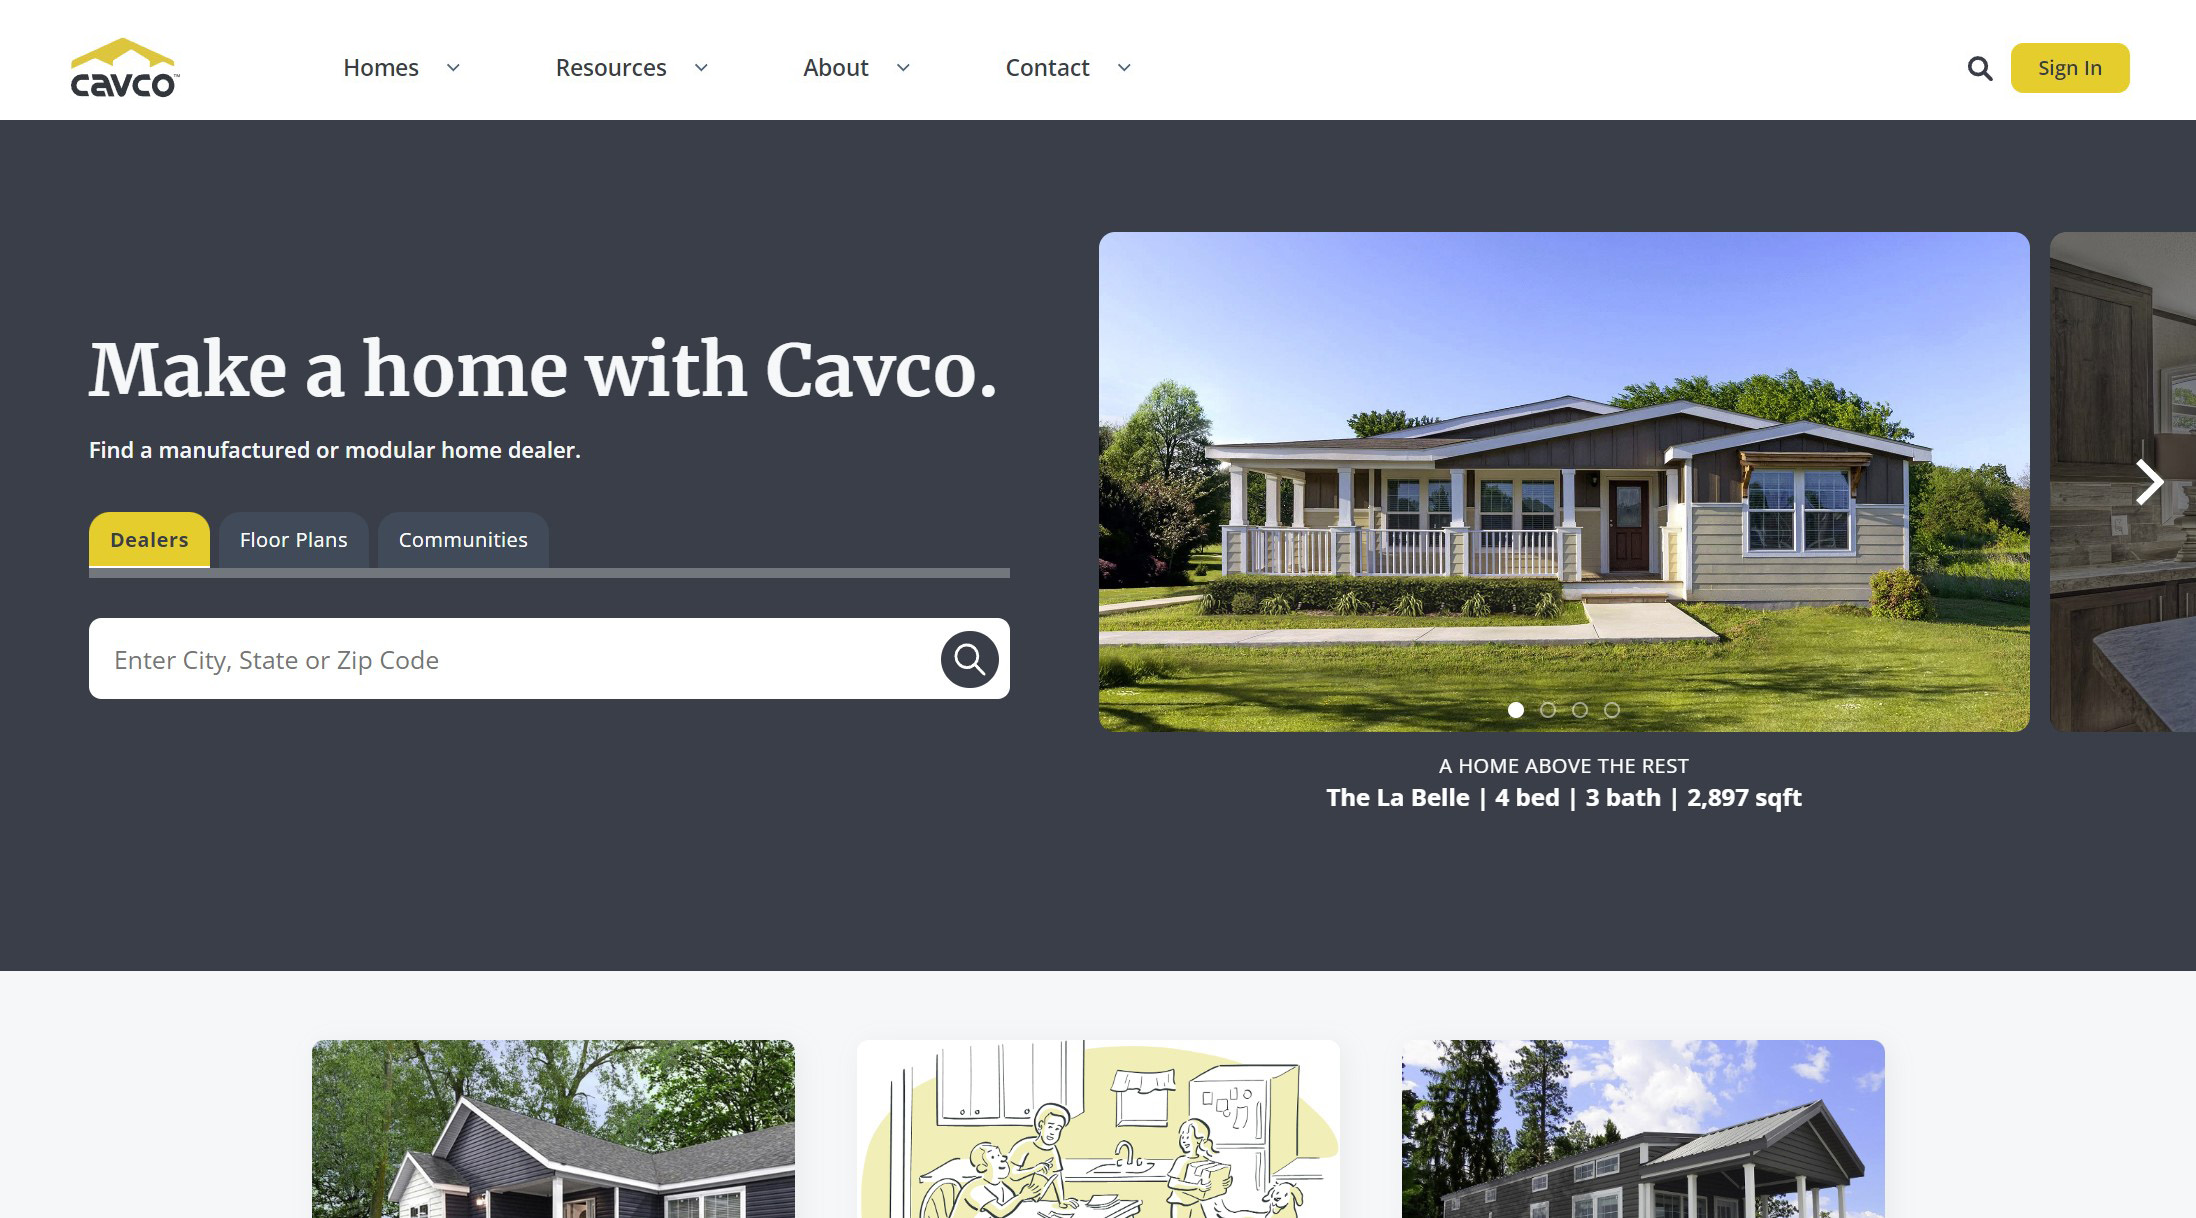 cavco™
Homes
Resources
About
Contact
Sign In
Make a home with Cavco.
Find a manufactured or modular home dealer.
Dealers
Floor Plans
Communities
Enter City, State or Zip Code
A HOME ABOVE THE REST
The La Belle | 4 bed | 3 bath | 2,897 sqft